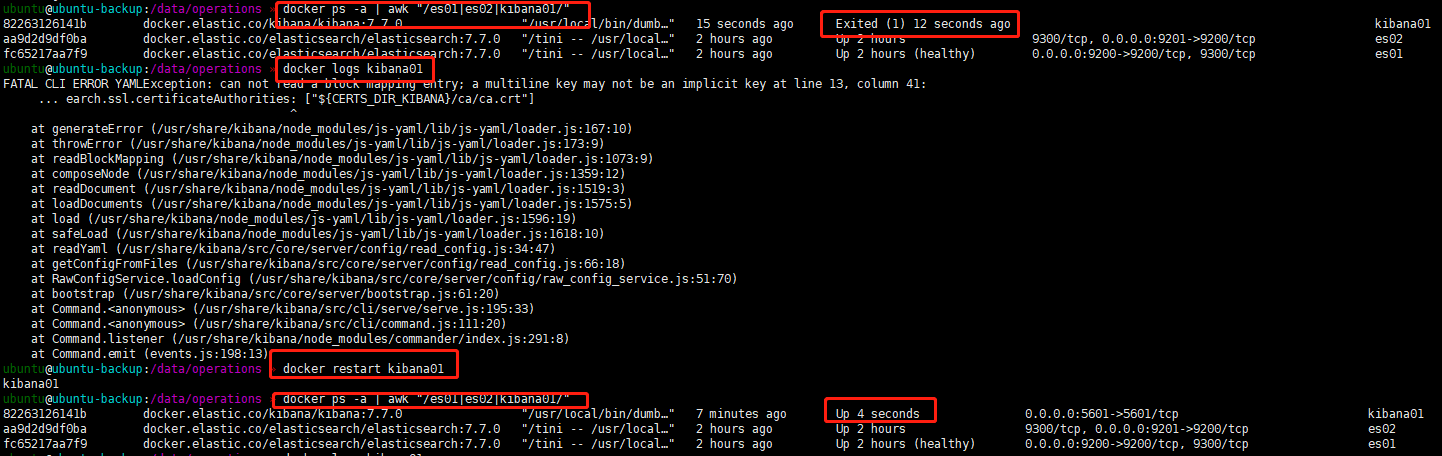 ubuntu@ubuntu-backup:/data/operations » docker ps -a | awk "/es01|es02|kibana01/"
82263126141b docker.elastic.co/kibana/kibana:7.7.0 "/usr/local/bin/dumb…" 15 seconds ago Exited (1) 12 seconds ago kibana01
aa9d2d9df0ba docker.elastic.co/elasticsearch/elasticsearch:7.7.0 "/tini -- /usr/local…" 2 hours ago Up 2 hours 9300/tcp, 0.0.0.0:9201->9200/tcp es02
fc65217aa7f9 docker.elastic.co/elasticsearch/elasticsearch:7.7.0 "/tini -- /usr/local…" 2 hours ago Up 2 hours (healthy) 0.0.0.0:9200->9200/tcp, 9300/tcp es01
ubuntu@ubuntu-backup:/data/operations » docker logs kibana01
FATAL CLI ERROR YAMLException: can not read a block mapping entry; a multiline key may not be an implicit key at line 13, column 41:
... earch.ssl.certificateAuthorities: ["${CERTS_DIR_KIBANA}/ca/ca.crt"]
^
at generateError (/usr/share/kibana/node_modules/js-yaml/lib/js-yaml/loader.js:167:10)
at throwError (/usr/share/kibana/node_modules/js-yaml/lib/js-yaml/loader.js:173:9)
at readBlockMapping (/usr/share/kibana/node_modules/js-yaml/lib/js-yaml/loader.js:1073:9)
at composeNode (/usr/share/kibana/node_modules/js-yaml/lib/js-yaml/loader.js:1359:12)
at readDocument (/usr/share/kibana/node_modules/js-yaml/lib/js-yaml/loader.js:1519:3)
at loadDocuments (/usr/share/kibana/node_modules/js-yaml/lib/js-yaml/loader.js:1575:5)
at load (/usr/share/kibana/node_modules/js-yaml/lib/js-yaml/loader.js:1596:19)
at safeLoad (/usr/share/kibana/node_modules/js-yaml/lib/js-yaml/loader.js:1618:10)
at readYaml (/usr/share/kibana/src/core/server/config/read_config.js:34:47)
at getConfigFromFiles (/usr/share/kibana/src/core/server/config/read_config.js:66:18)
at RawConfigService.loadConfig (/usr/share/kibana/src/core/server/config/raw_config_service.js:51:70)
at bootstrap (/usr/share/kibana/src/core/server/bootstrap.js:61:20)
at Command.<anonymous> (/usr/share/kibana/src/cli/serve/serve.js:195:33)
at Command.<anonymous> (/usr/share/kibana/src/cli/command.js:111:20)
at Command.listener (/usr/share/kibana/node_modules/commander/index.js:291:8)
at Command.emit (events.js:198:13)
ubuntu@ubuntu-backup:/data/operations » docker restart kibana01
kibana01
ubuntu@ubuntu-backup:/data/operations » docker ps -a | awk "/es01|es02|kibana01/"
82263126141b docker.elastic.co/kibana/kibana:7.7.0 "/usr/local/bin/dumb…" 7 minutes ago Up 4 seconds 0.0.0.0:5601->5601/tcp kibana01
aa9d2d9df0ba docker.elastic.co/elasticsearch/elasticsearch:7.7.0 "/tini -- /usr/local…" 2 hours ago Up 2 hours 9300/tcp, 0.0.0.0:9201->9200/tcp es02
fc65217aa7f9 docker.elastic.co/elasticsearch/elasticsearch:7.7.0 "/tini -- /usr/local…" 2 hours ago Up 2 hours (healthy) 0.0.0.0:9200->9200/tcp, 9300/tcp es01